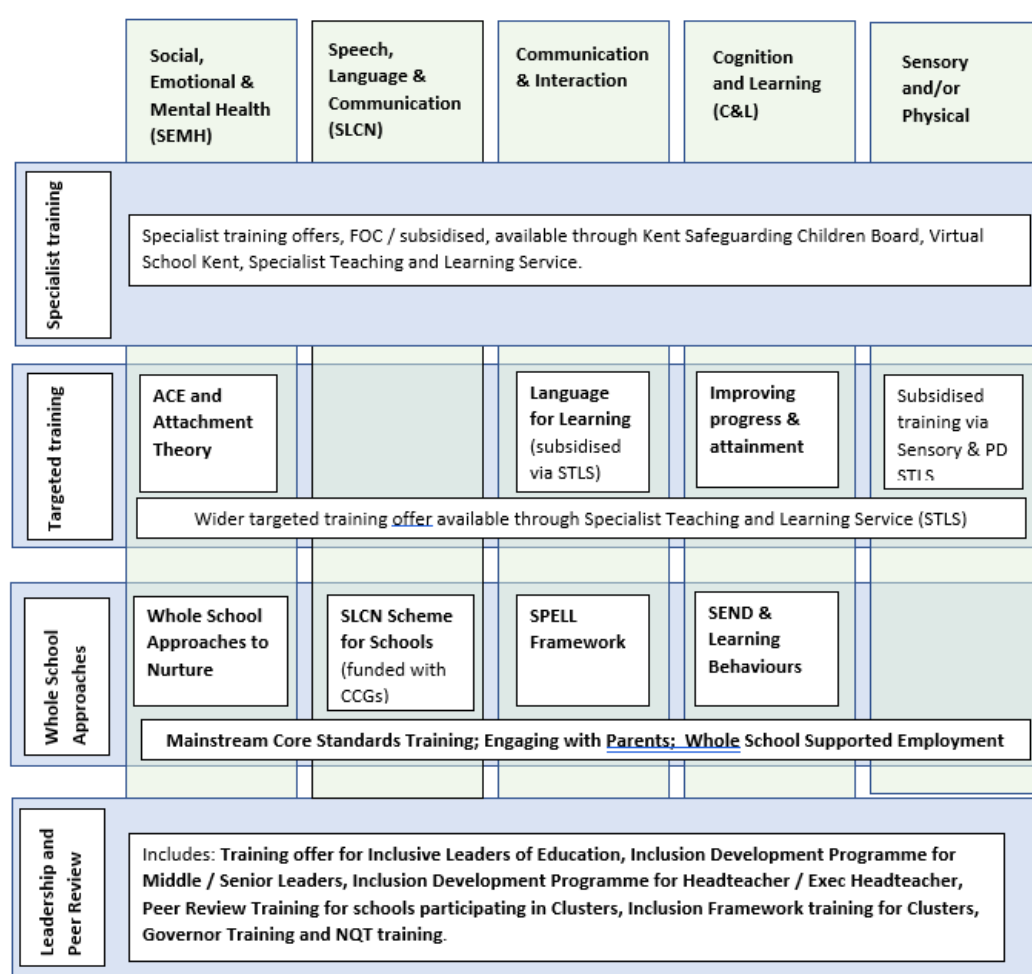 Social,
Emotional &
Mental Health
(SEMH)
Speech,
Language &
Communication
(SLCN)
Communication
& Interaction
Cognition
and Learning
(C&L)
Sensory
and/or
Physical
Specialist training
Specialist training offers, FOC / subsidised, available through Kent Safeguarding Children Board, Virtual
School Kent, Specialist Teaching and Learning Service.
Targeted training
ACE and
Attachment
Theory
Language
for Learning
(subsidised
via STLS)
Improving
progress &
attainment
Subsidised
training via
Sensory & PD
STLS
Wider targeted training offer available through Specialist Teaching and Learning Service (STLS)
Whole School
Approaches
Whole School
Approaches to
Nurture
SLCN Scheme
for Schools
(funded with
CCGs)
SPELL
Framework
SEND &
Learning
Behaviours
Mainstream Core Standards Training; Engaging with Parents;  Whole School Supported Employment
Leadership and
Peer Review
Includes: Training offer for Inclusive Leaders of Education, Inclusion Development Programme for
Middle / Senior Leaders, Inclusion Development Programme for Headteacher / Exec Headteacher,
Peer Review Training for schools participating in Clusters, Inclusion Framework training for Clusters,
Governor Training and NQT training.